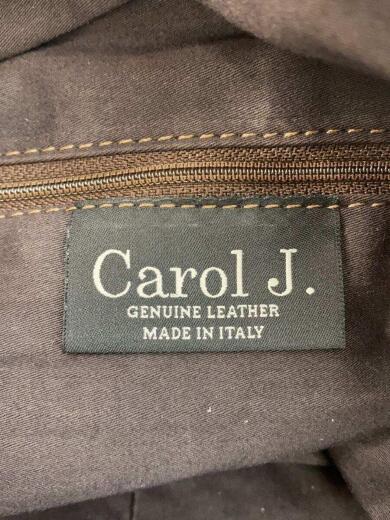 Carol J.
GENUINE LEATHER
MADE IN ITALY